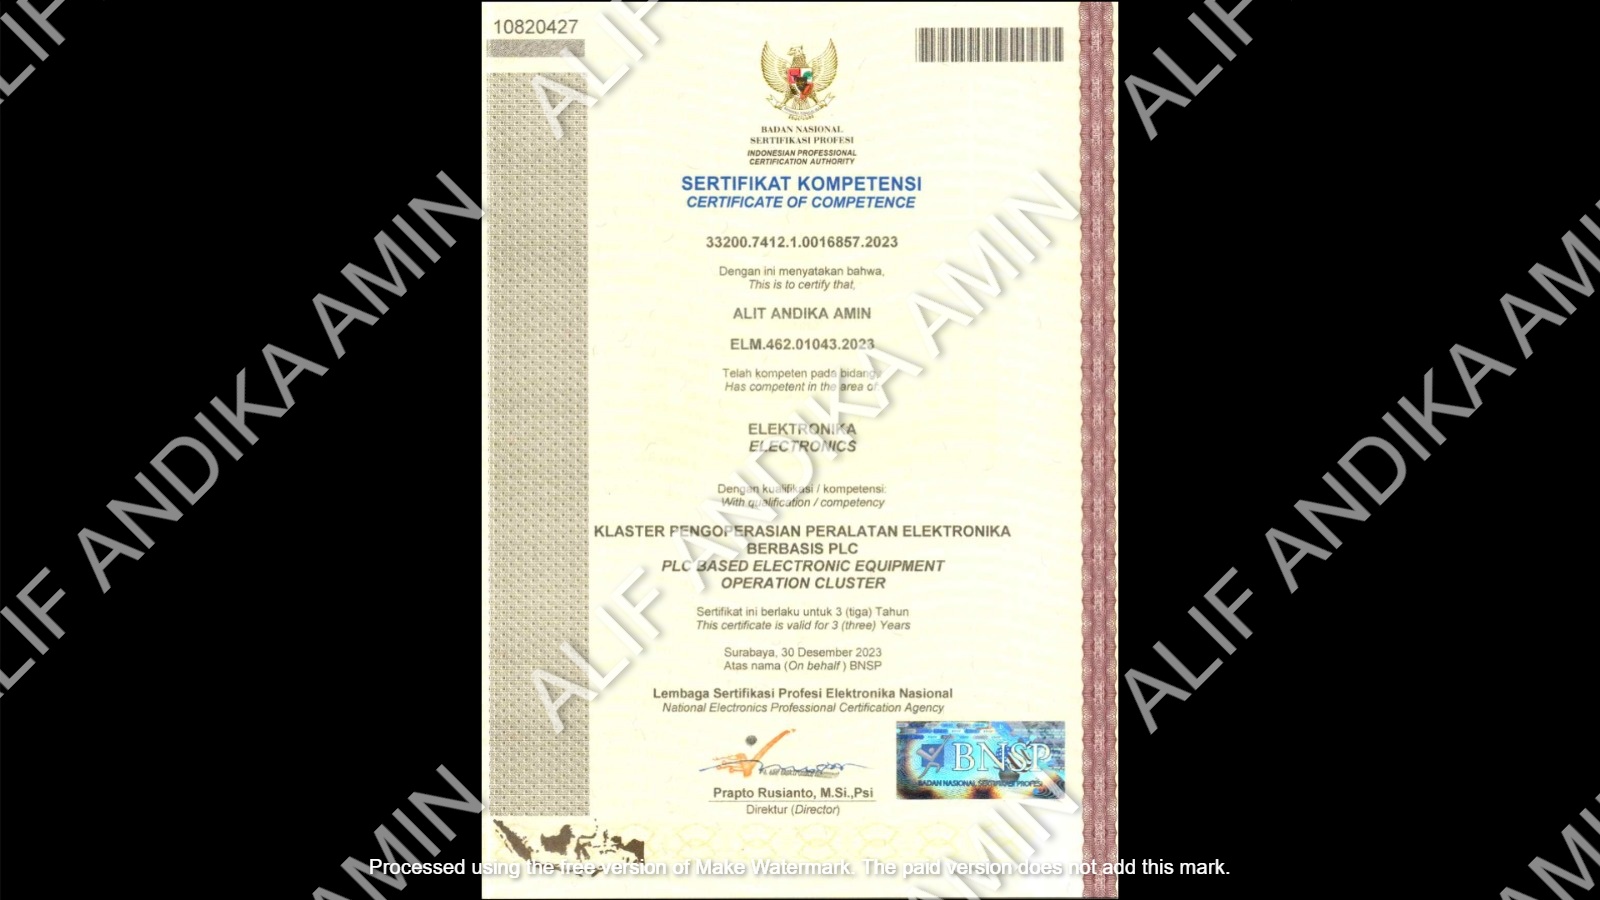 10820427
BADAN NASIONAL
SERTIFIKASI PROFESI
INDONESIAN PROFESSIONAL
CERTIFICATION AUTHORITY
SERTIFIKAT KOMPETENSI
CERTIFICATE OF COMPETENCE
33200.7412.1.0016857.2023
Dengan ini menyatakan bahwa,
This is to certify that,
ALIT ANDIKA AMIN
ELM.462.01043.2023
Telah kompeten pada bidang
Has competent in the area of:
ELEKTRONIKA
ELECTRONICS
Dengan kualifikasi / kompetensi:
With qualification / competency
KLASTER PENGOPERASIAN PERALATAN ELEKTRONIKA
BERBASIS PLC
PLC BASED ELECTRONIC EQUIPMENT
OPERATION CLUSTER
Sertifikat ini berlaku untuk 3 (tiga) Tahun
This certificate is valid for 3 (three) Years
Surabaya, 30 Desember 2023
Atas nama (On behalf ) BNSP
Lembaga Sertifikasi Profesi Elektronika Nasional
National Electronics Professional Certification Agency
BNSP
BADAN NASIONAL SERTIFIKASI PROFESI
Prapto Rusianto, M.Si.,Psi
Direktur (Director)
ALIF ANDIKA AMIN
ALIF ANDIKA AMIN
ALIF ANDIKA AMIN
Processed using the free version of Make Watermark. The paid version does not add this mark.